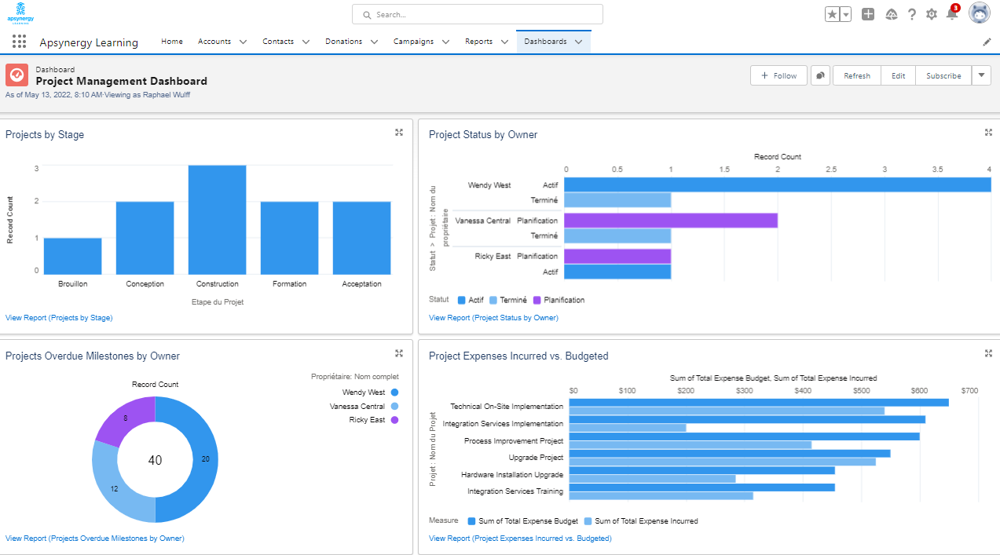 apsynergy
LEARNING
Search...
3
Apsynergy Learning
Home
Accounts
Contacts
Donations
Campaigns
Reports
Dashboards
Dashboard
Project Management Dashboard
As of May 13, 2022, 8:10 AM·Viewing as Raphael Wulff
Follow
Refresh
Edit
Subscribe
Projects by Stage
Record Count
3
2
1
0
Brouillon
Conception
Construction
Formation
Acceptation
Etape du Projet
View Report (Projects by Stage)
Project Status by Owner
Record Count
0 0.5 1 1.5 2 2.5 3 3.5 4
Statut > Projet : Nom du
propriétaire
Wendy West Actif
Terminé
Vanessa Central Planification
Terminé
Ricky East Planification
Actif
Statut Actif Terminé Planification
View Report (Project Status by Owner)
Projects Overdue Milestones by Owner
Propriétaire: Nom complet
Wendy West
Vanessa Central
Ricky East
Record Count
8
40
20
12
View Report (Projects Overdue Milestones by Owner)
Project Expenses Incurred vs. Budgeted
Sum of Total Expense Budget, Sum of Total Expense Incurred
$0 $100 $200 $300 $400 $500 $600 $700
Projet : Nom du Projet
Technical On-Site Implementation
Integration Services Implementation
Process Improvement Project
Upgrade Project
Hardware Installation Upgrade
Integration Services Training
Measure Sum of Total Expense Budget Sum of Total Expense Incurred
View Report (Project Expenses Incurred vs. Budgeted)